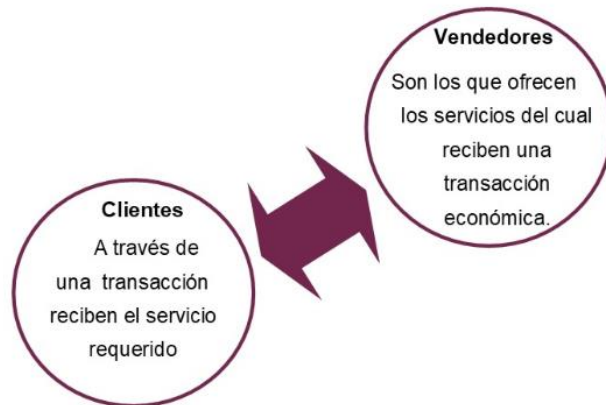 Vendedores
Son los que ofrecen
los servicios del cual
reciben una
transacción
económica.
Clientes
A través de
una transacción
reciben el servicio
requerido